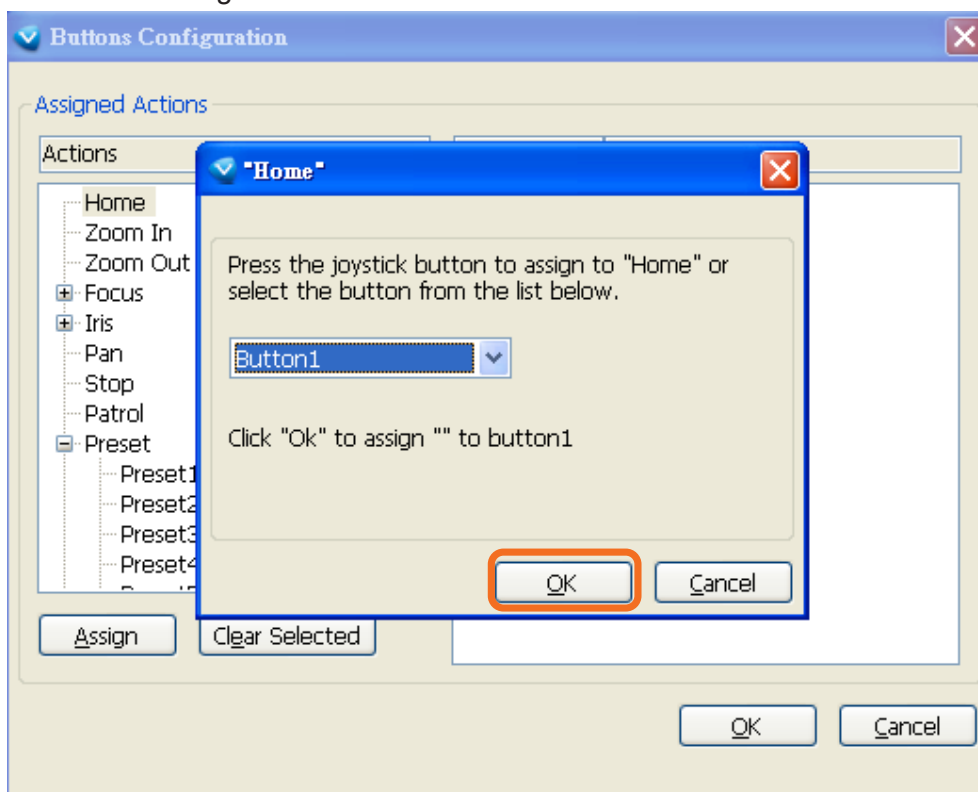 Buttons Configuration
Assigned Actions
Actions
Home
Zoom In
Zoom Out
Focus
Iris
Pan
Stop
Patrol
Preset
Preset1
Preset2
Preset3
Preset4
Assign
Clear Selected
"Home"
Press the joystick button to assign to "Home" or
select the button from the list below.
Button1
Click "Ok" to assign "" to button1
OK
Cancel
OK
Cancel